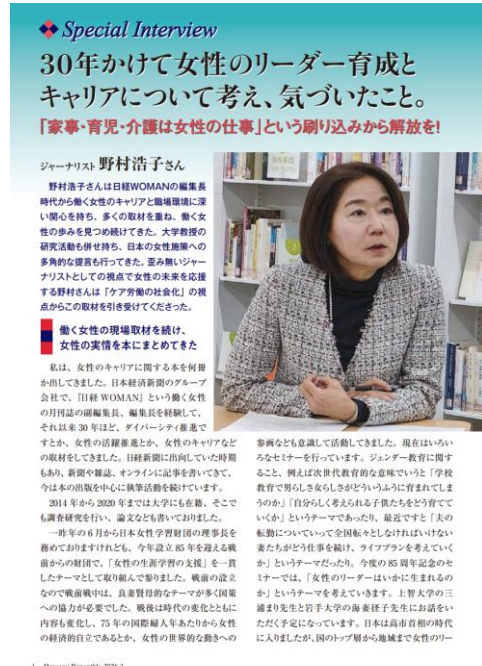 Special Interview
30年かけて女性のリーダー育成と
キャリアについて考え、気づいたこと。
「家事・育児・介護は女性の仕事」という刷り込みから解放を!
ジャーナリスト 野村浩子さん
野村浩子さんは日経WOMANの編集長
時代から働く女性のキャリアと職場環境に深
い関心を持ち、多くの取材を重ね、働く女
性の歩みを見つめ続けてきた。大学教授の
研究活動も併せ持ち、日本の女性施策への
多角的な提言も行ってきた。歪み無いジャー
ナリストとしての視点で女性の未来を応援
する野村さんは「ケア労働の社会化」の視
点からこの取材を引き受けてくださった。
働く女性の現場取材を続け、
女性の実情を本にまとめてきた
私は、女性のキャリアに関する本を何冊
か出してきました。日本経済新聞のグループ
会社で、『日経 WOMAN』という働く女性
の月刊誌の副編集長、編集長を経験して、
それ以来 30 年ほど、ダイバーシティ推進で
すとか、女性の活躍推進とか、女性のキャリアなど
の取材をしてきました。日経新聞に出向していた時期
もあり、新聞や雑誌、オンラインに記事を書いてきて、
今は本の出版を中心に執筆活動を続けています。
2014 年から 2020 年までは大学にも在籍、そこで
も調査研究を行い、論文なども書いておりました。
一昨年の 6 月から日本女性学習財団の理事長を
務めておりますけれども、今年設立 85 年を迎える戦
前からの財団で、「女性の生涯学習の支援」を一貫
したテーマとして取り組んで参りました。戦前の設立
なので戦前戦中は、良妻賢母的なテーマが多く国策
への協力が必要でした。戦後は時代の変化とともに
内容も変化し、75 年の国際婦人年あたりから女性
の経済的自立であるとか、女性の世界的な動きへの
参画なども意識して活動してきました。現在はいろい
ろなセミナーを行っています。ジェンダー教育に関す
ること、例えば次世代教育的な意味でいうと「学校
教育で男らしさ女らしさがどういうふうに育まれてしま
うのか」「自分らしく考えられる子供たちをどう育てて
いくか」というテーマであったり、最近ですと「夫の
転勤についていって全国転々としなければいけない
妻たちがどう仕事を続け、ライフプランを考えていく
か」というテーマだったり。今度の 85 周年記念のセ
ミナーでは、「女性のリーダーはいかに生まれるの
か」というテーマを考えていきます。上智大学の三
浦まり先生と岩手大学の海妻径子先生にお話をい
ただく予定になっています。日本は高市首相の時代
に入りましたが、国のトップ層から地域まで女性のリー